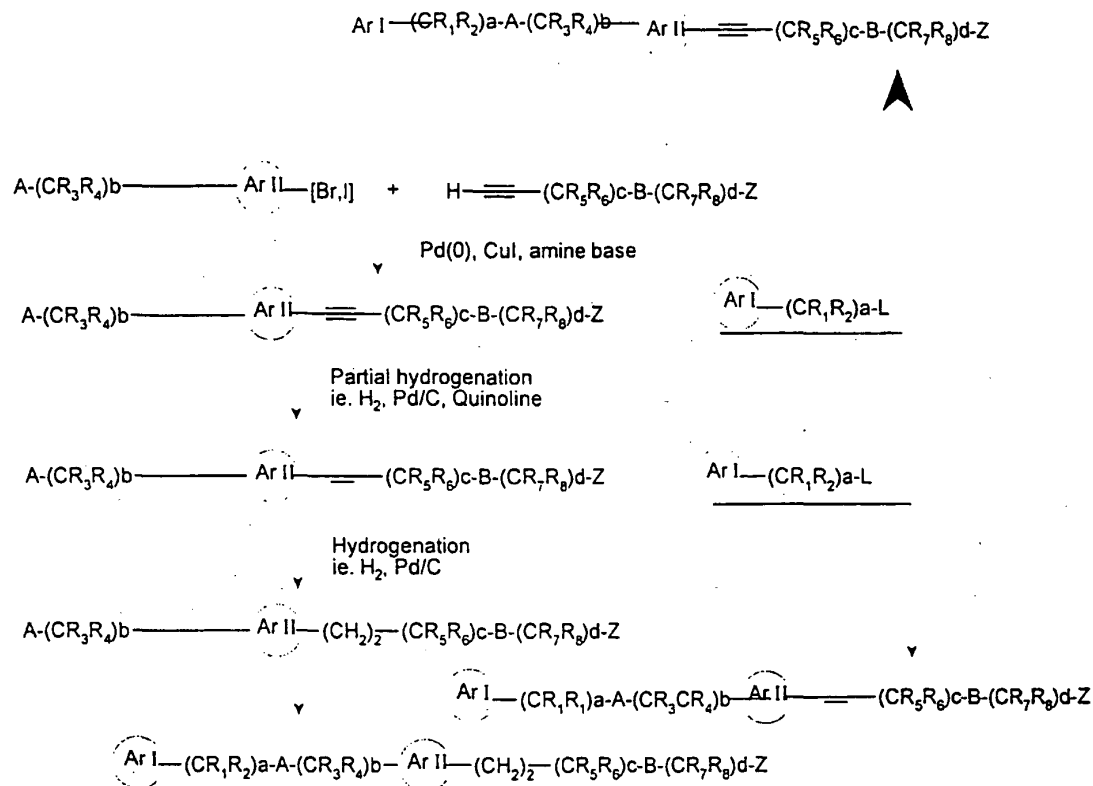 Ar I—(CR₁R₂)a-A-(CR₃R₄)b—Ar II—≡—(CR₅R₆)c-B-(CR₇R₈)d-Z
A-(CR₃R₄)b—Ar II—[Br,I] + H—≡—(CR₅R₆)c-B-(CR₇R₈)d-Z
Pd(0), CuI, amine base
A-(CR₃R₄)b—Ar II—≡—(CR₅R₆)c-B-(CR₇R₈)d-Z
Ar I—(CR₁R₂)a-L
Partial hydrogenation
ie. H₂, Pd/C, Quinoline
A-(CR₃R₄)b—Ar II—=—(CR₅R₆)c-B-(CR₇R₈)d-Z
Ar I—(CR₁R₂)a-L
Hydrogenation
ie. H₂, Pd/C
A-(CR₃R₄)b—Ar II—(CH₂)₂—(CR₅R₆)c-B-(CR₇R₈)d-Z
Ar I—(CR₁R₁)a-A-(CR₃CR₄)b—Ar II—=—(CR₅R₆)c-B-(CR₇R₈)d-Z
Ar I—(CR₁R₂)a-A-(CR₃R₄)b—Ar II—(CH₂)₂—(CR₅R₆)c-B-(CR₇R₈)d-Z